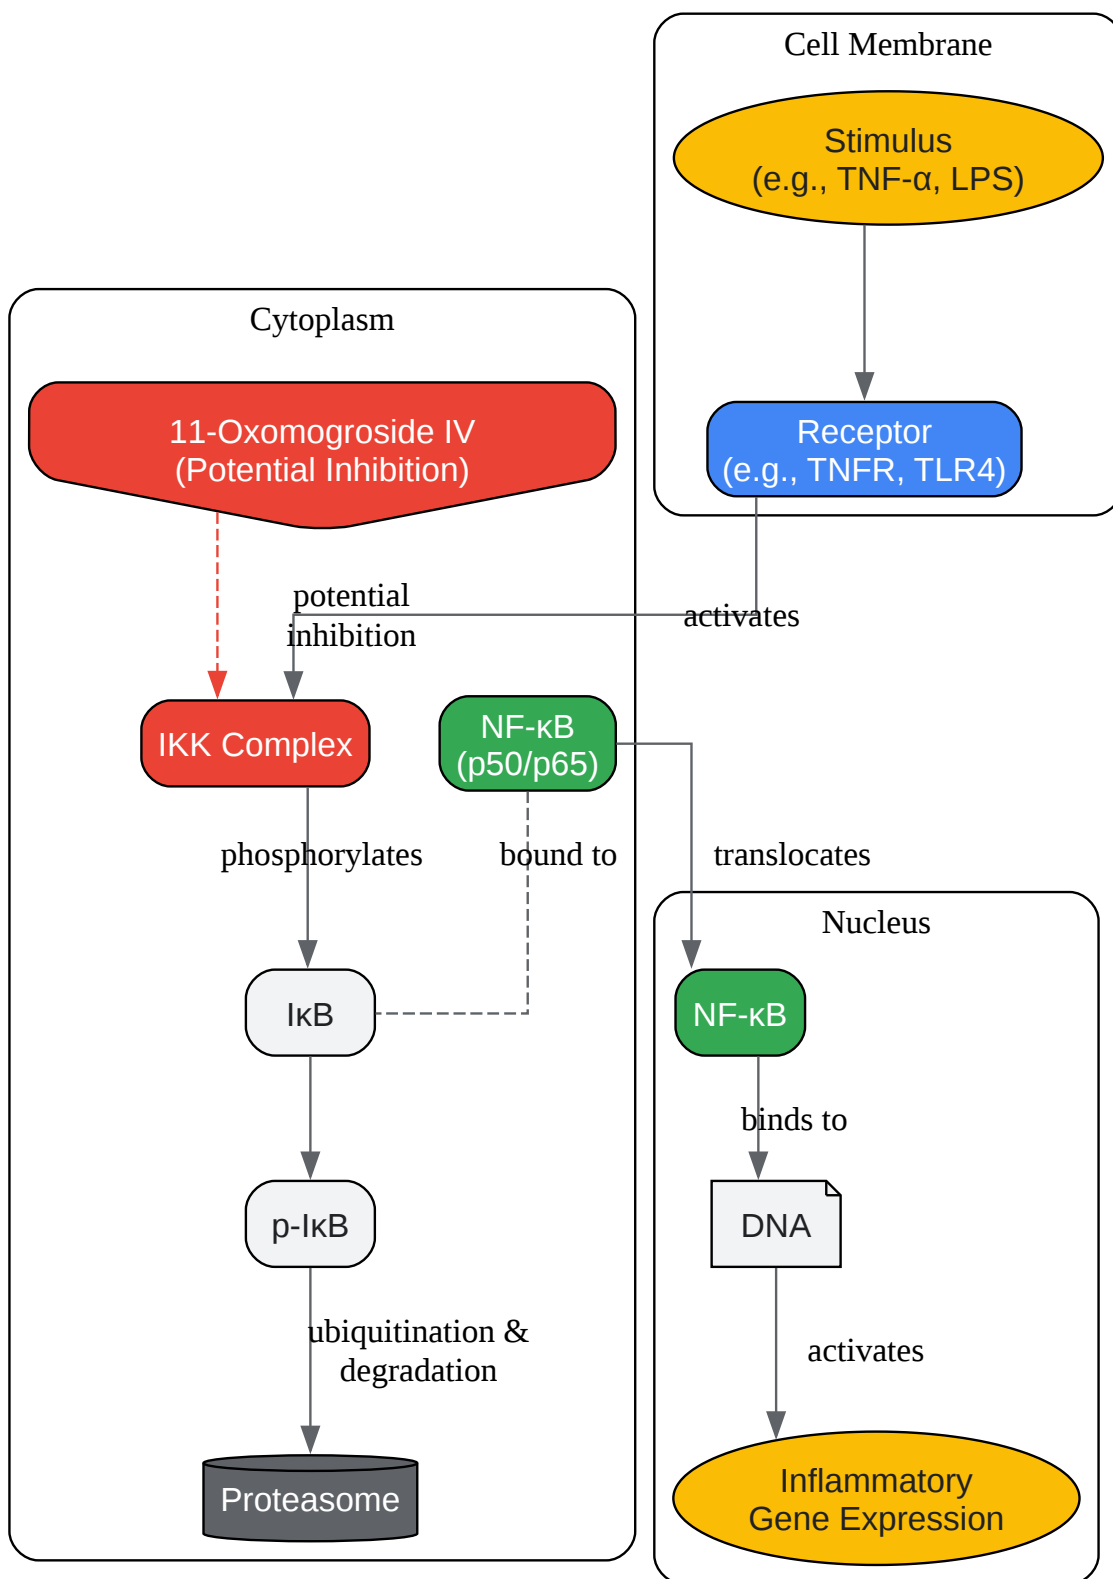 Cell Membrane
Stimulus
(e.g., TNF-α, LPS)
Receptor
(e.g., TNFR, TLR4)
activates
Cytoplasm
11-Oxomogroside IV
(Potential Inhibition)
potential
inhibition
IKK Complex
NF-κB
(p50/p65)
phosphorylates
bound to
translocates
IκB
p-IκB
ubiquitination &
degradation
Proteasome
Nucleus
NF-κB
binds to
DNA
activates
Inflammatory
Gene Expression